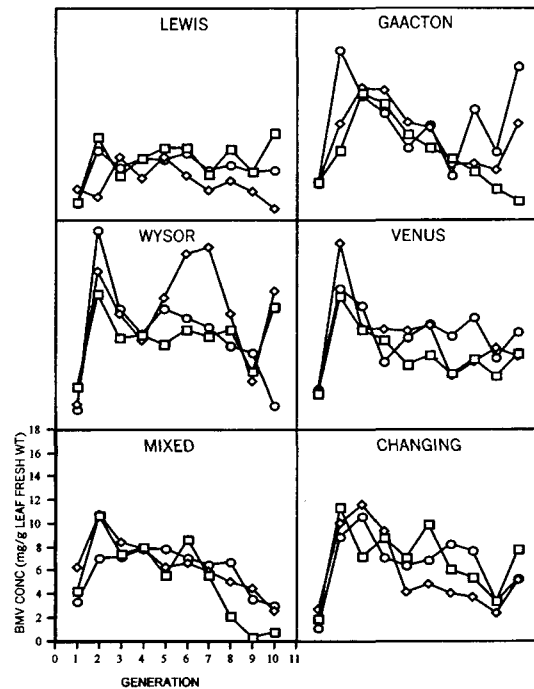 LEWIS
GAACTON
WYSOR
VENUS
MIXED
CHANGING
BMV CONC (mg/g LEAF FRESH WT)
18
16
14
12
10
8
6
4
2
0
0 1 2 3 4 5 6 7 8 9 10 11
GENERATION